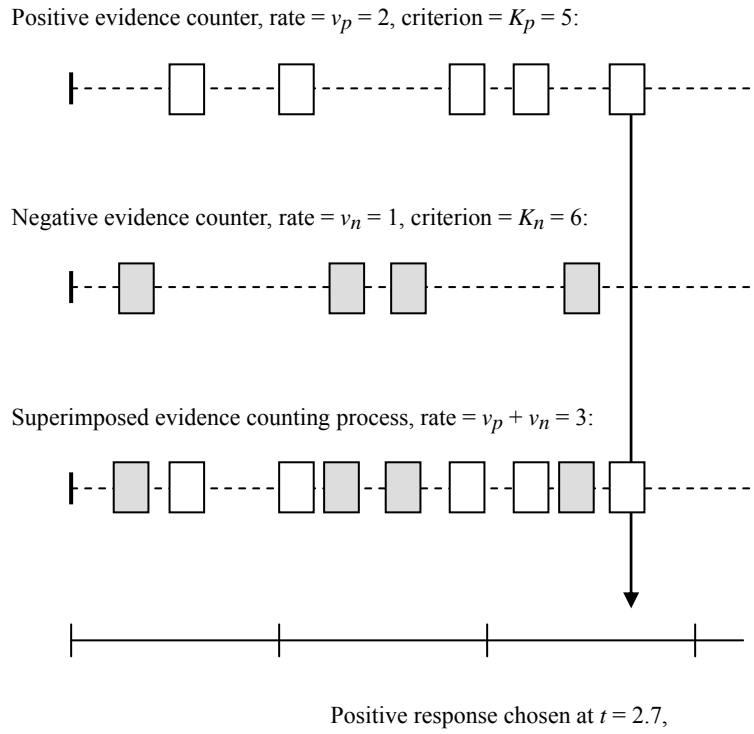 Positive evidence counter, rate = v_p = 2, criterion = K_p = 5:
Negative evidence counter, rate = v_n = 1, criterion = K_n = 6:
Superimposed evidence counting process, rate = v_p + v_n = 3:
Positive response chosen at t = 2.7,